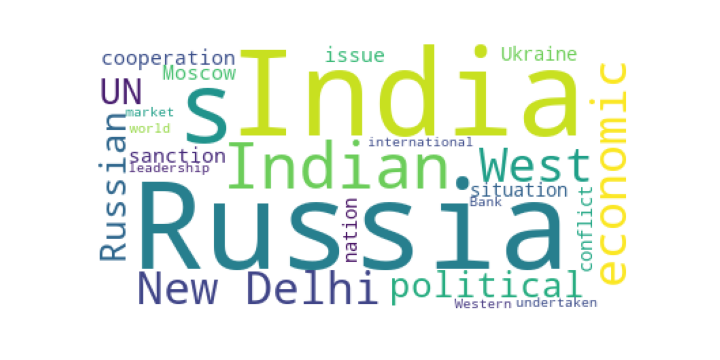 cooperation
issue
Ukraine
India
Moscow
UN
s
economic
market
world
Russian
international
sanction
Indian
West
leadership
situation
Russia
Bank
nation
conflict
New Delhi
political
Western
undertaken